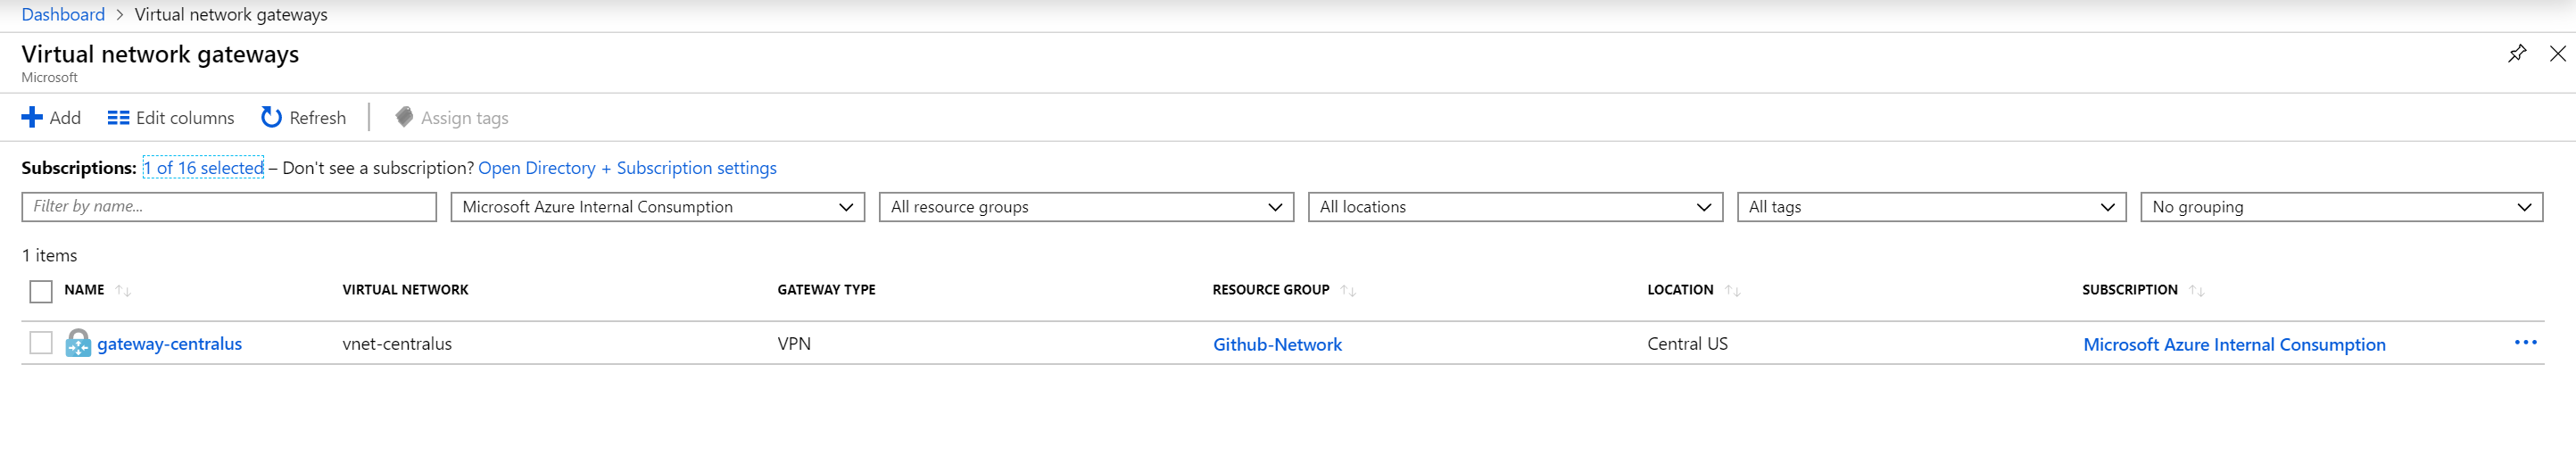 Dashboard > Virtual network gateways
Virtual network gateways
Microsoft
Add Edit columns Refresh Assign tags
Subscriptions: 1 of 16 selected – Don't see a subscription? Open Directory + Subscription settings
Filter by name... Microsoft Azure Internal Consumption All resource groups All locations All tags No grouping
1 items
NAME VIRTUAL NETWORK GATEWAY TYPE RESOURCE GROUP LOCATION SUBSCRIPTION
gateway-centralus vnet-centralus VPN Github-Network Central US Microsoft Azure Internal Consumption